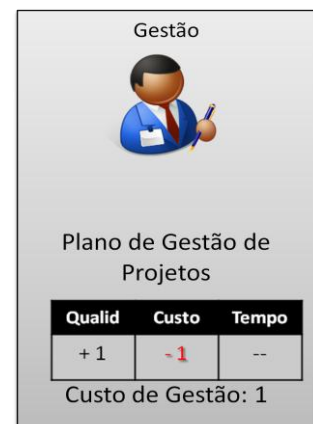 Gestão
Plano de Gestão de
Projetos
Qualid Custo Tempo
+ 1 - 1 --
Custo de Gestão: 1